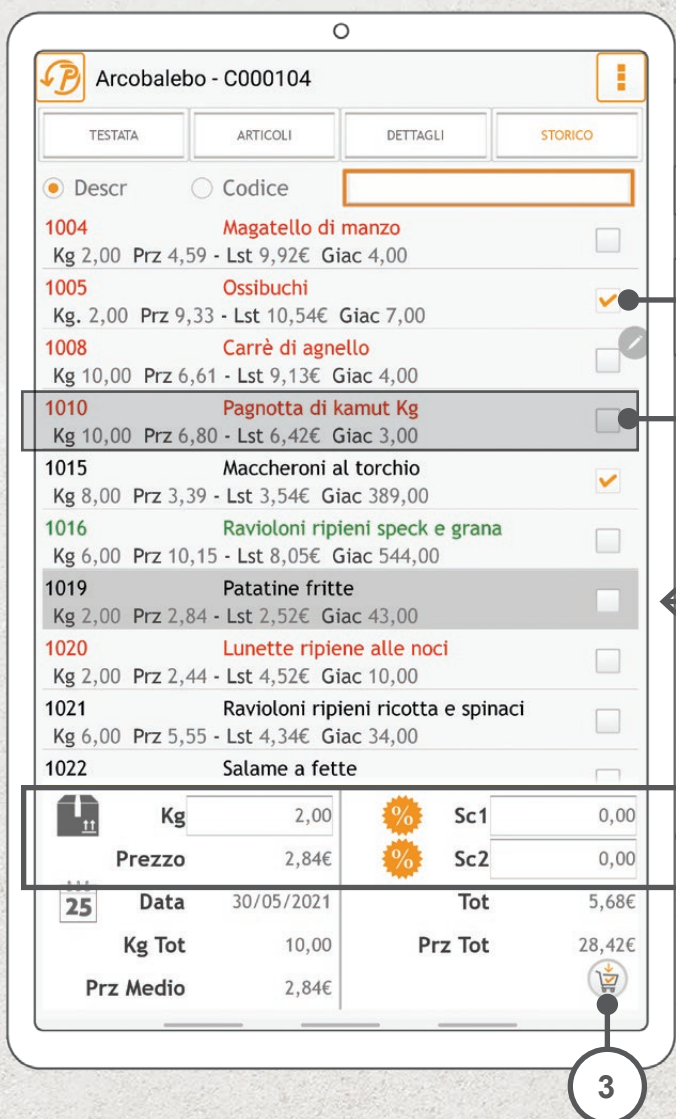 Arcobalebo - C000104
TESTATA ARTICOLI DETTAGLI STORICO
Descr Codice
1004 Magatello di manzo
Kg 2,00 Prz 4,59 - Lst 9,92€ Giac 4,00
1005 Ossibuchi
Kg. 2,00 Prz 9,33 - Lst 10,54€ Giac 7,00
1008 Carrè di agnello
Kg 10,00 Prz 6,61 - Lst 9,13€ Giac 4,00
1010 Pagnotta di kamut Kg
Kg 10,00 Prz 6,80 - Lst 6,42€ Giac 3,00
1015 Maccheroni al torchio
Kg 8,00 Prz 3,39 - Lst 3,54€ Giac 389,00
1016 Ravioloni ripieni speck e grana
Kg 6,00 Prz 10,15 - Lst 8,05€ Giac 544,00
1019 Patatine fritte
Kg 2,00 Prz 2,84 - Lst 2,52€ Giac 43,00
1020 Lunette ripiene alle noci
Kg 2,00 Prz 2,44 - Lst 4,52€ Giac 10,00
1021 Ravioloni ripieni ricotta e spinaci
Kg 6,00 Prz 5,55 - Lst 4,34€ Giac 34,00
1022 Salame a fette
Kg 2,00 % Sc1 0,00
Prezzo 2,84€ % Sc2 0,00
25 Data 30/05/2021 Tot 5,68€
Kg Tot 10,00 Prz Tot 28,42€
Prz Medio 2,84€
3